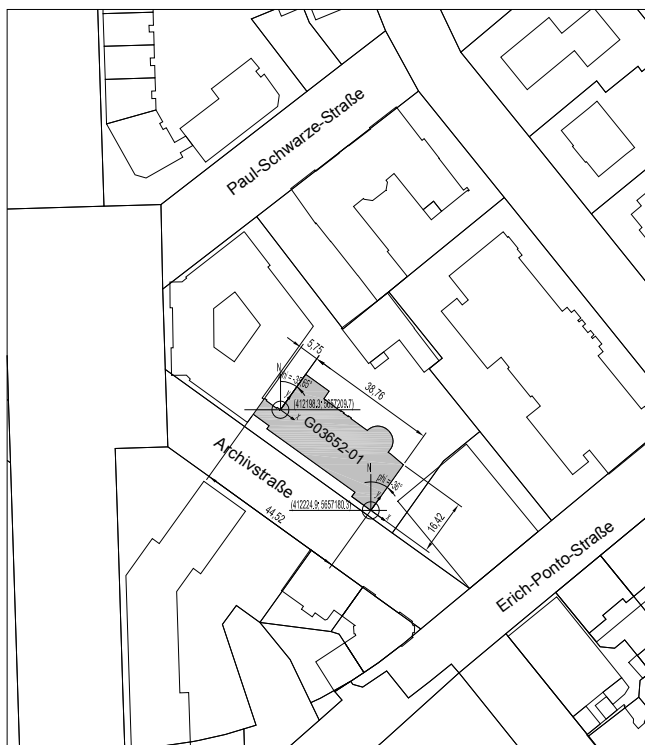 Paul-Schwarze-Straße
5,75
N
38,76
y
x
(412198.3; 5657209.7)
G03652-01
Archivstraße
N
phi
y
(412224.9; 5657180.3)
x
44,52
16,42
Erich-Ponto-Straße